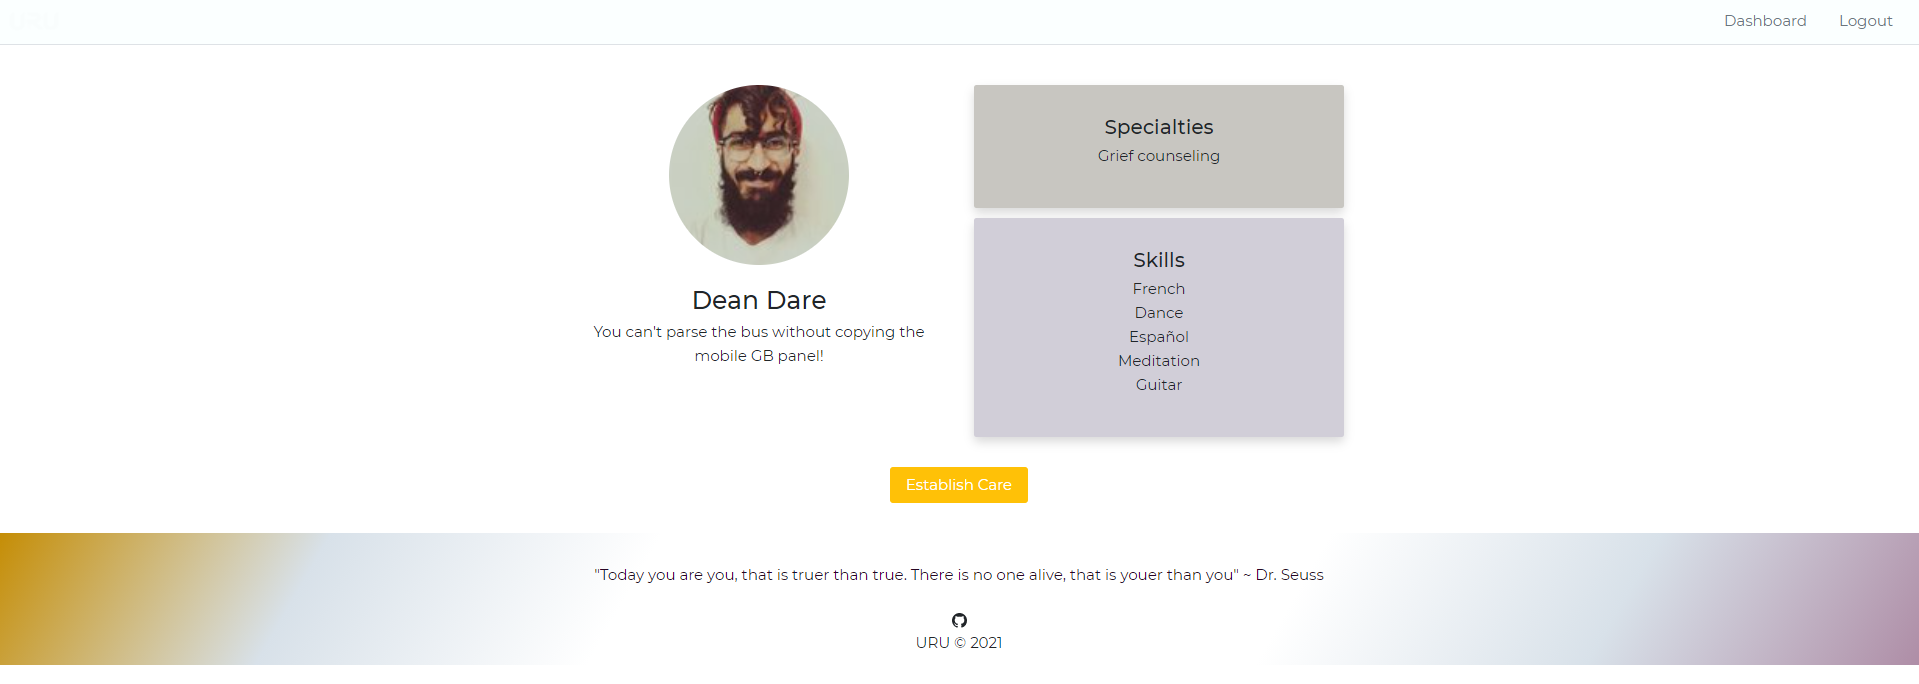 Dashboard Logout
Dean Dare
You can't parse the bus without copying the
mobile GB panel!
Specialties
Grief counseling
Skills
French
Dance
Español
Meditation
Guitar
Establish Care
"Today you are you, that is truer than true. There is no one alive, that is youer than you" ~ Dr. Seuss
URU © 2021